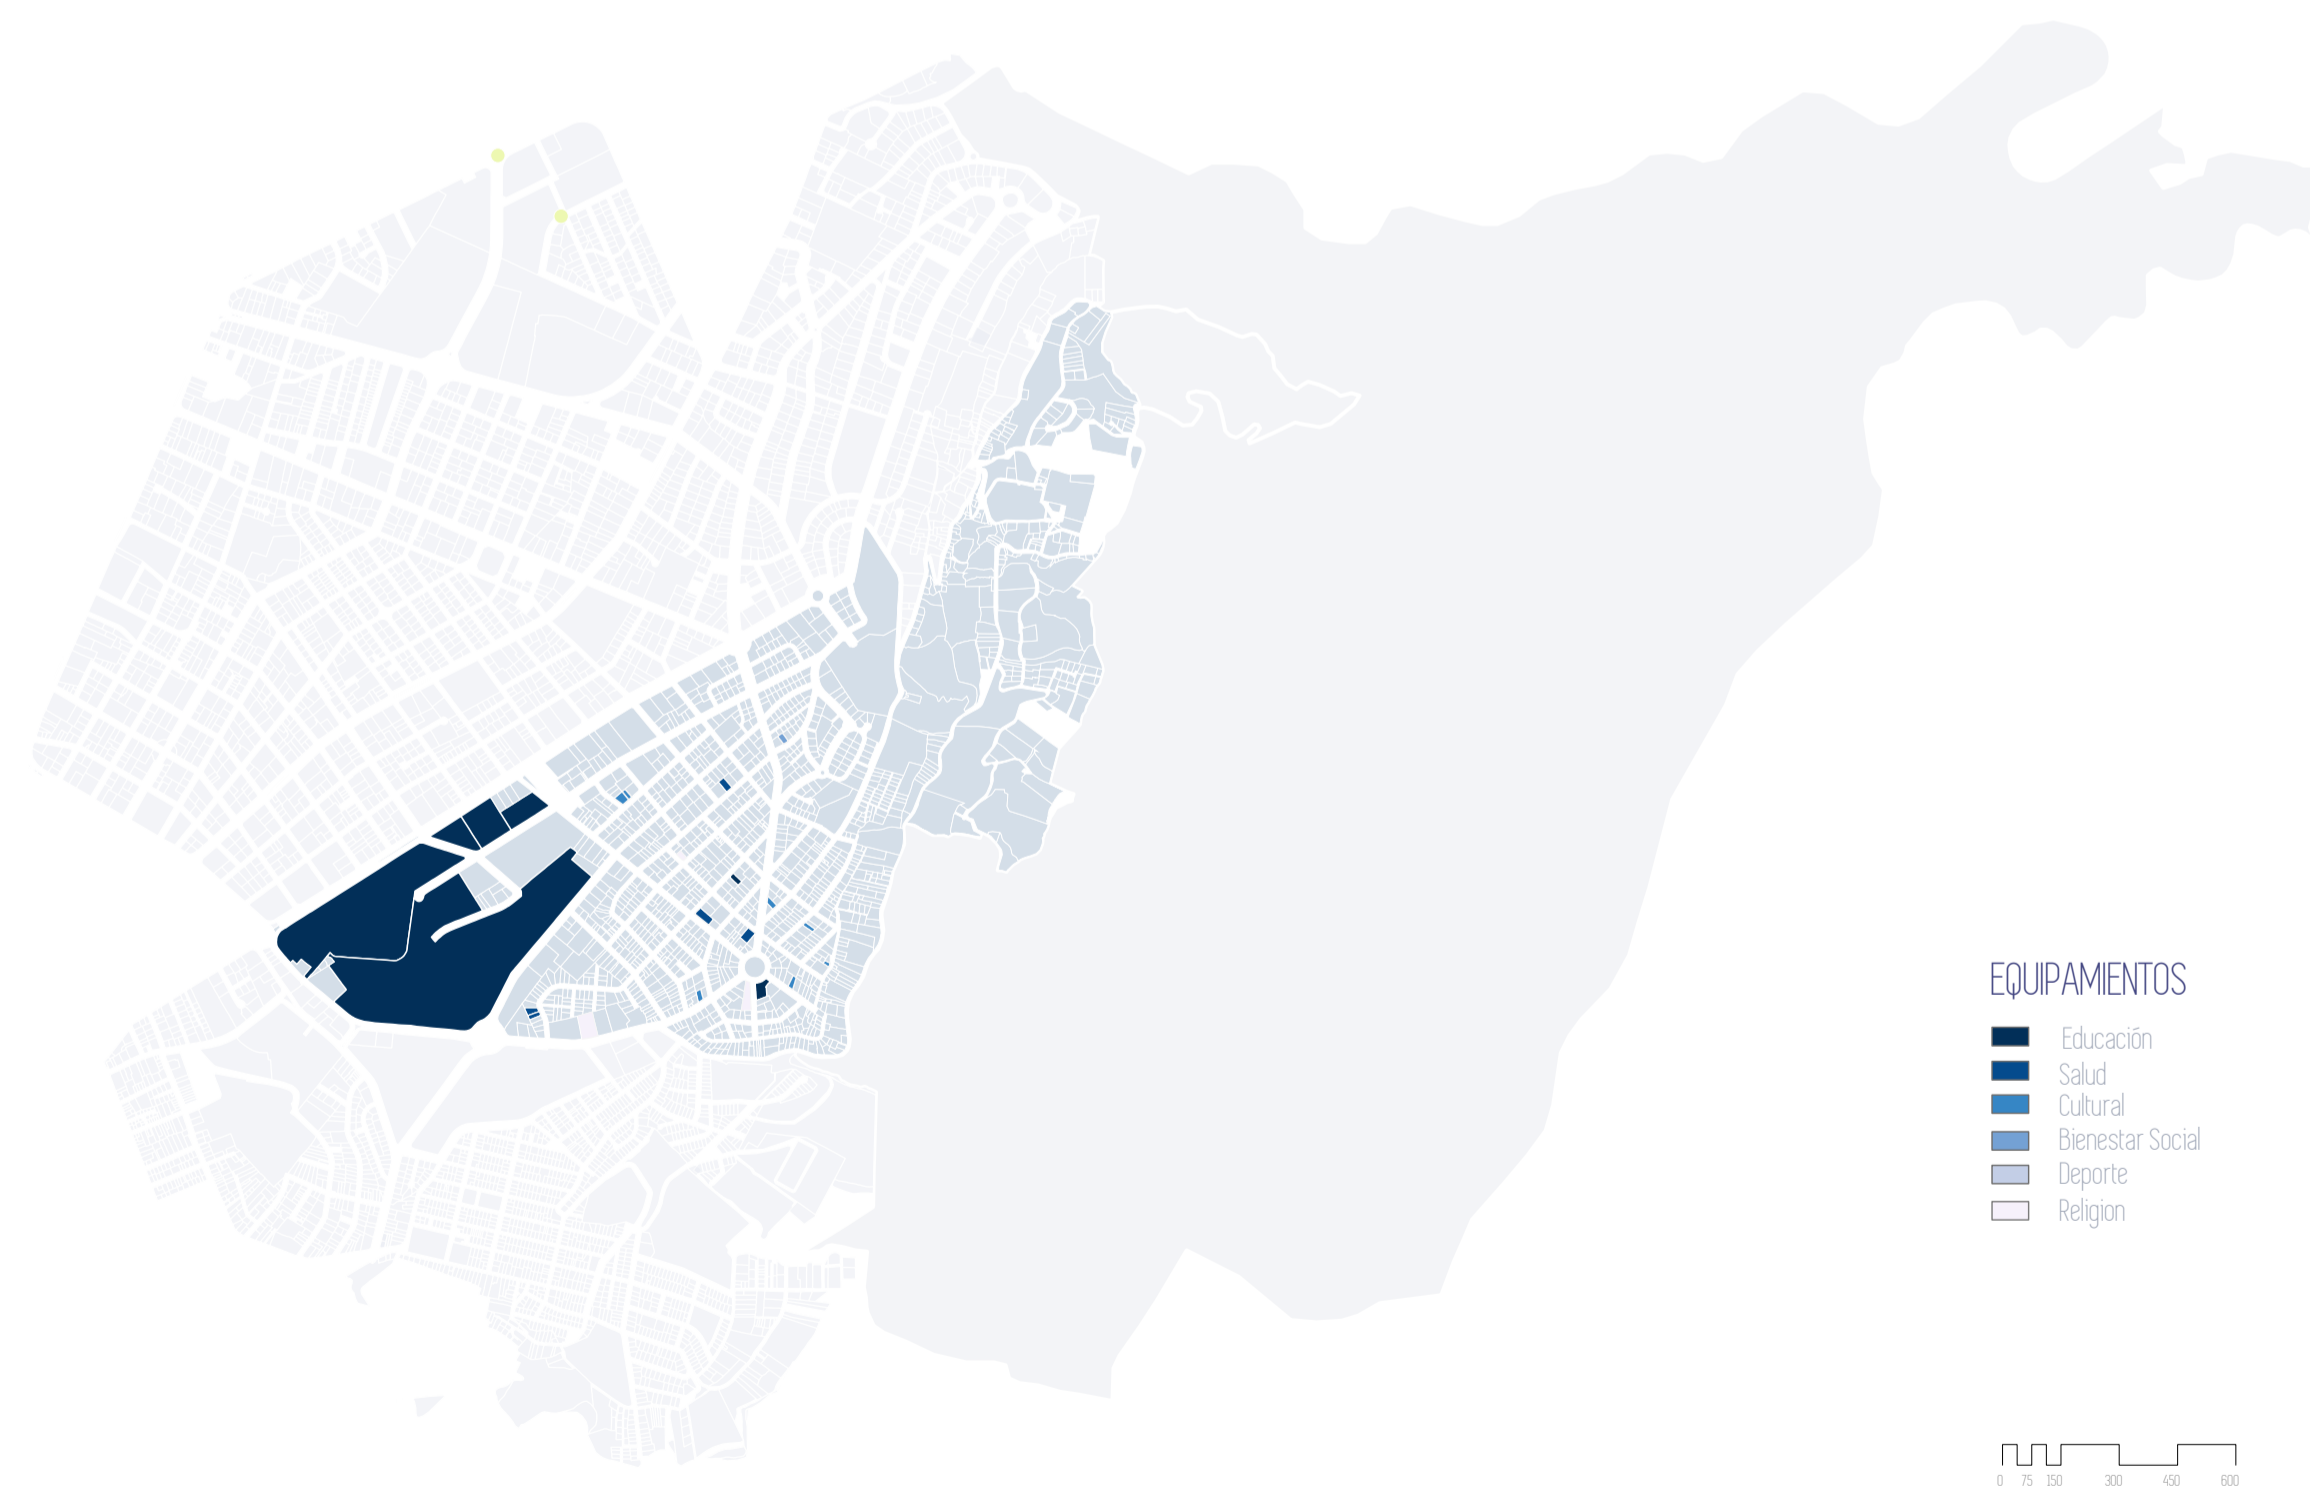 EQUIPAMIENTOS
Educación
Salud
Cultural
Bienestar Social
Deporte
Religion
0 75 150 300 450 600